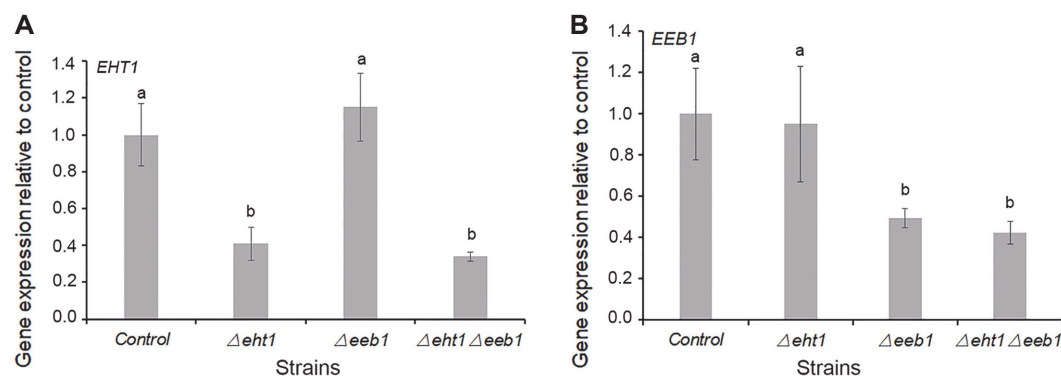 A
Gene expression relative to control
EHT1
1.4
1.2
1.0
0.8
0.6
0.4
0.2
0.0
a
b
a
b
Control
Δeht1
Δeeb1
Δeht1 Δeeb1
Strains
B
Gene expression relative to control
EEB1
1.4
1.2
1.0
0.8
0.6
0.4
0.2
0.0
a
a
b
b
Control
Δeht1
Δeeb1
Δeht1 Δeeb1
Strains